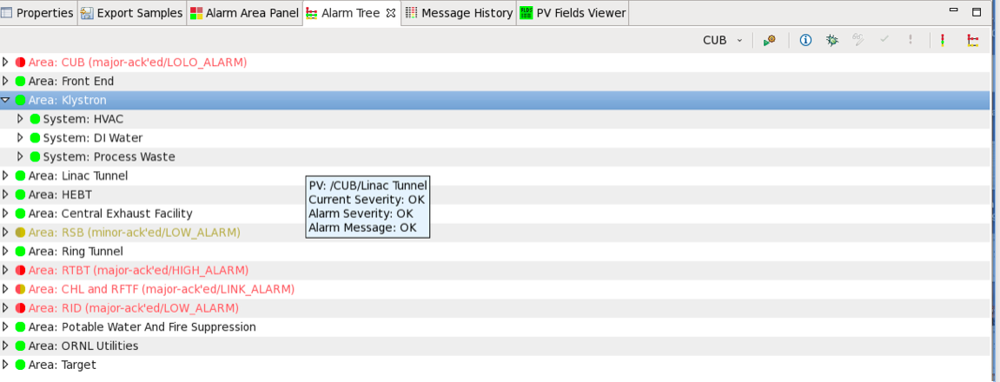 Properties Export Samples Alarm Area Panel Alarm Tree Message History PV Fields Viewer
CUB
Area: CUB (major-ack'ed/LOLO_ALARM)
Area: Front End
Area: Klystron
System: HVAC
System: DI Water
System: Process Waste
Area: Linac Tunnel
PV: /CUB/Linac Tunnel
Area: HEBT
Current Severity: OK
Area: Central Exhaust Facility
Alarm Severity: OK
Area: RSB (minor-ack'ed/LOW_ALARM)
Alarm Message: OK
Area: Ring Tunnel
Area: RTBT (major-ack'ed/HIGH_ALARM)
Area: CHL and RFTF (major-ack'ed/LINK_ALARM)
Area: RID (major-ack'ed/LOW_ALARM)
Area: Potable Water And Fire Suppression
Area: ORNL Utilities
Area: Target